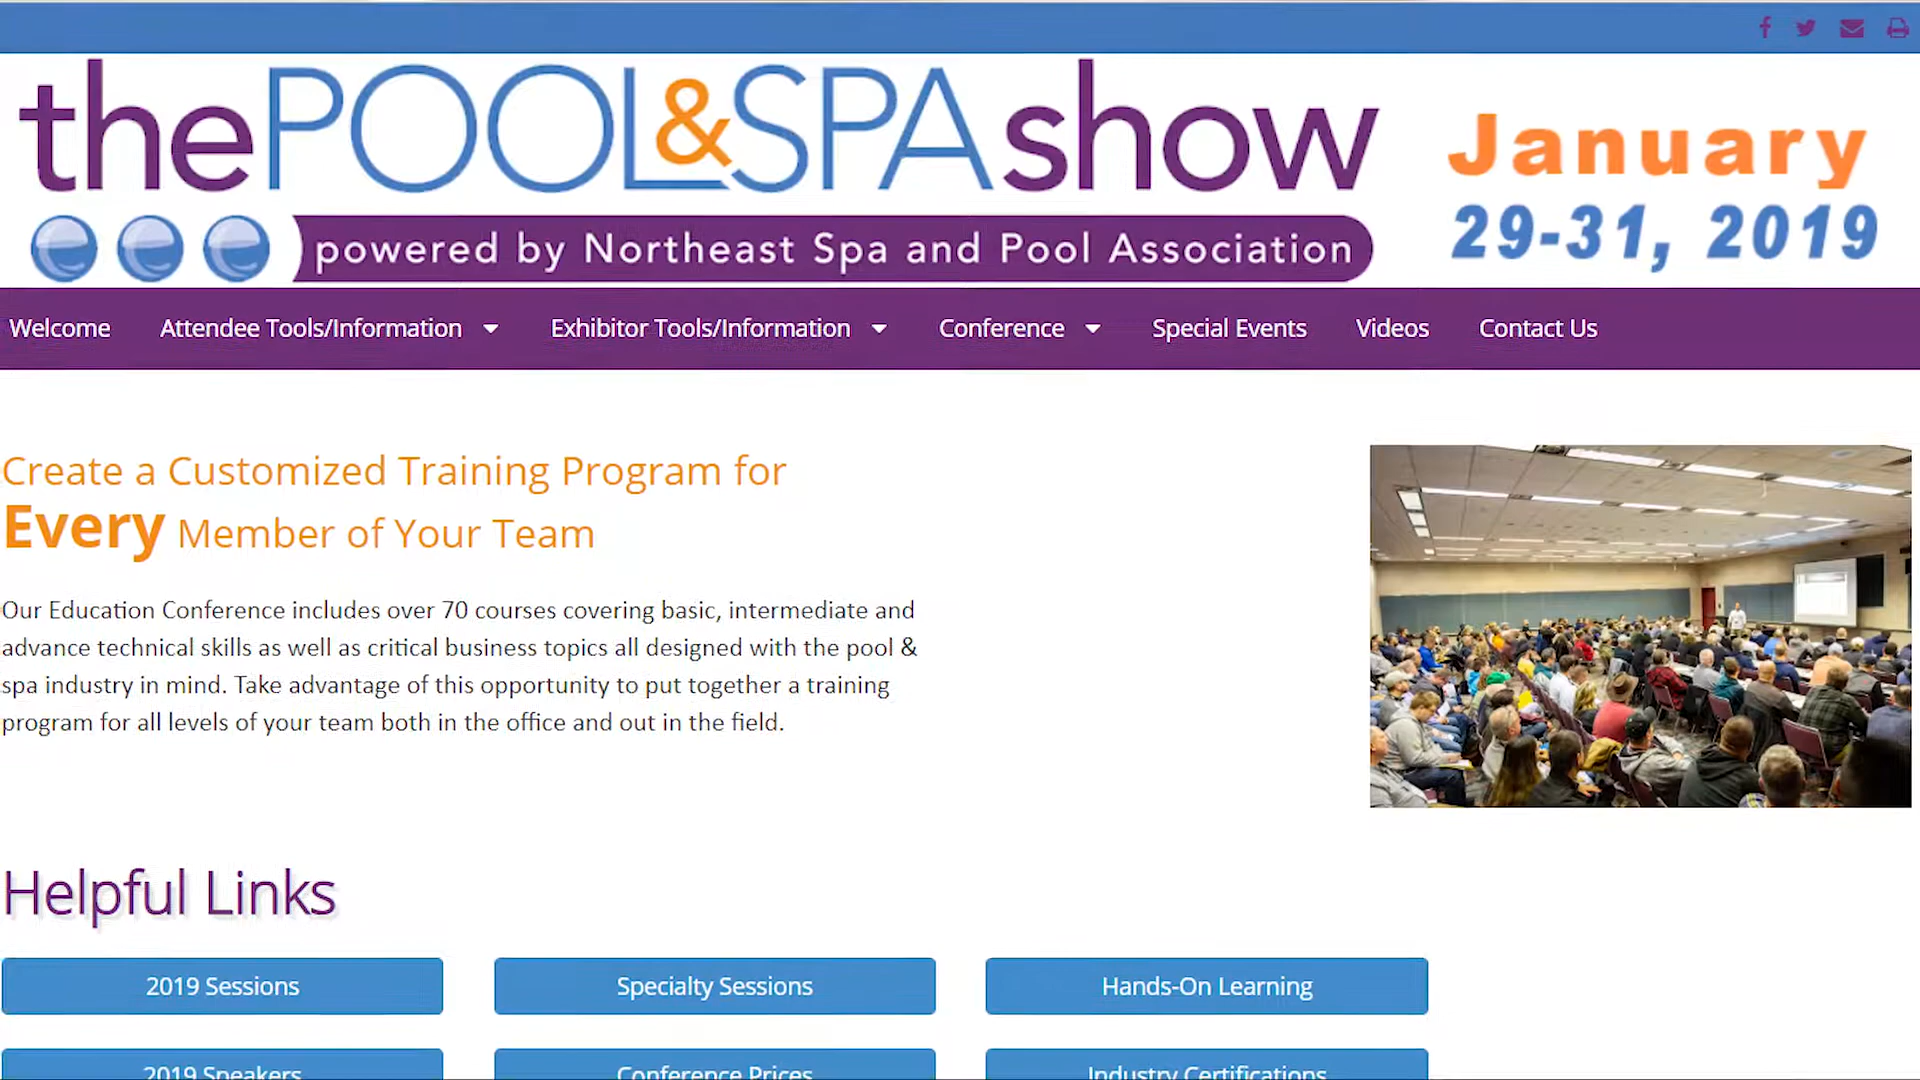 thePOOL&SPAshow
January
29-31, 2019
powered by Northeast Spa and Pool Association
Welcome Attendee Tools/Information Exhibitor Tools/Information Conference Special Events Videos Contact Us
Create a Customized Training Program for
Every Member of Your Team
Our Education Conference includes over 70 courses covering basic, intermediate and
advance technical skills as well as critical business topics all designed with the pool &
spa industry in mind. Take advantage of this opportunity to put together a training
program for all levels of your team both in the office and out in the field.
Helpful Links
2019 Sessions Specialty Sessions Hands-On Learning
2019 Speakers Conference Prices Industry Certifications